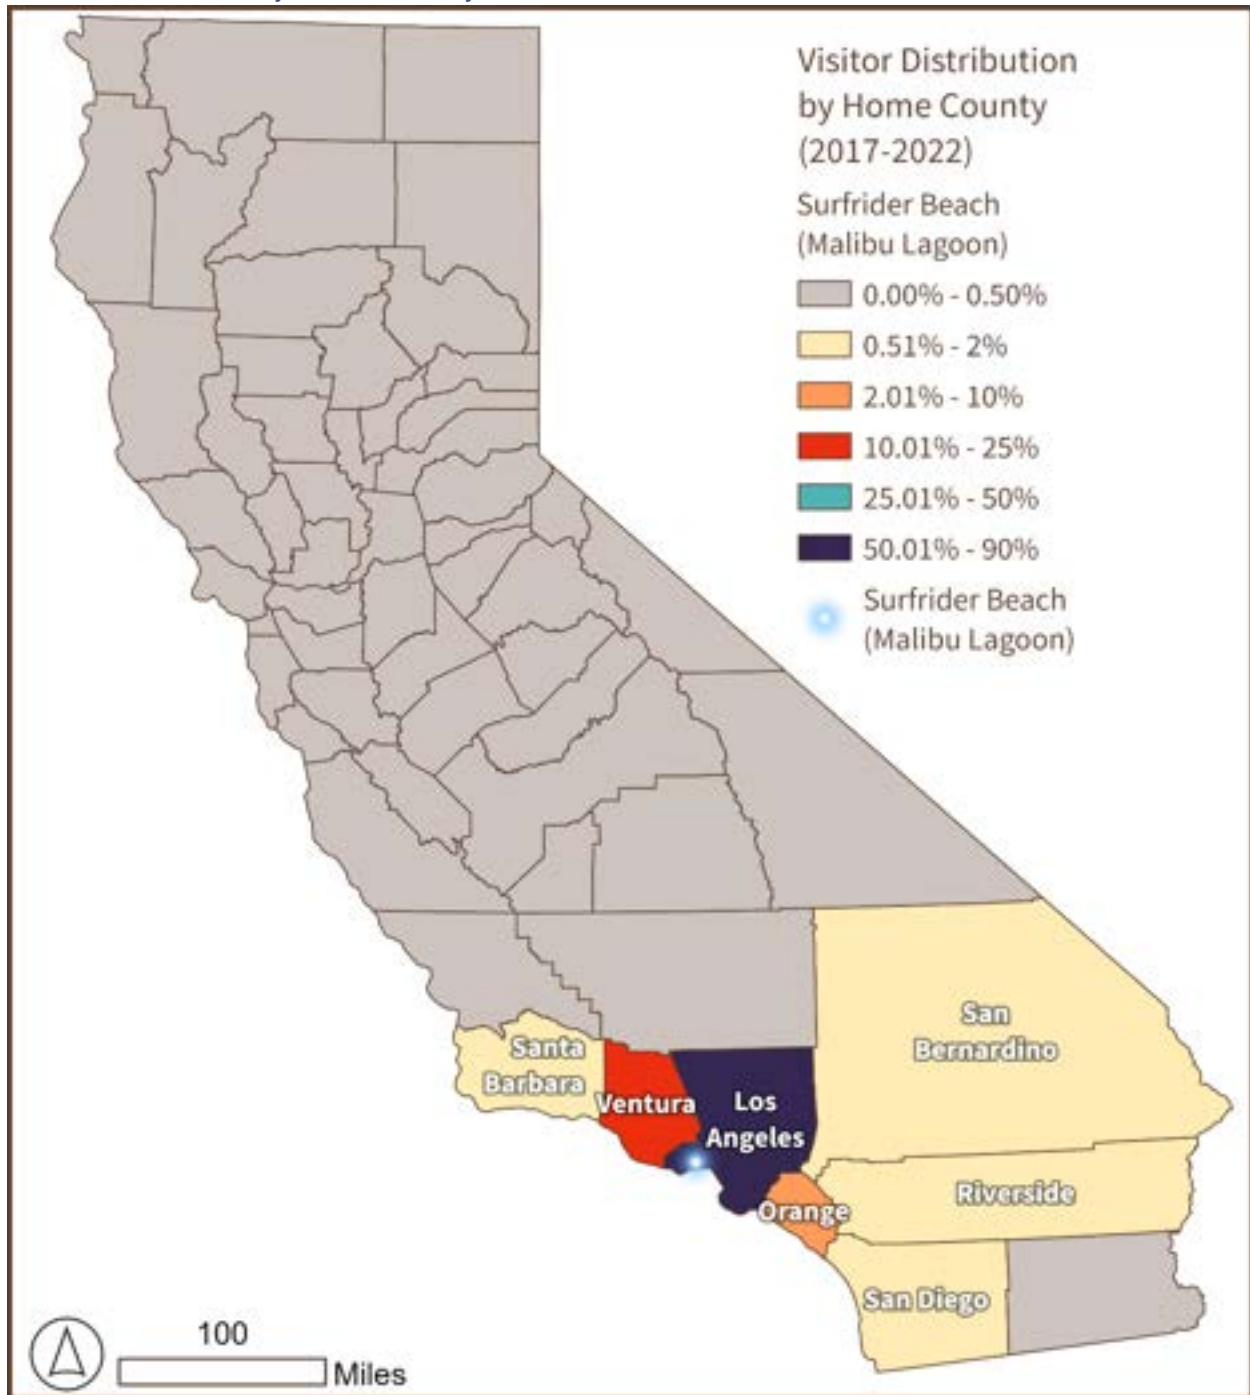 Visitor Distribution
by Home County
(2017-2022)
Surfrider Beach
(Malibu Lagoon)
0.00% - 0.50%
0.51% - 2%
2.01% - 10%
10.01% - 25%
25.01% - 50%
50.01% - 90%
Surfrider Beach
(Malibu Lagoon)
San
Bernardino
Santa
Barbara
Ventura
Los
Angeles
Riverside
Orange
San Diego
100
Miles